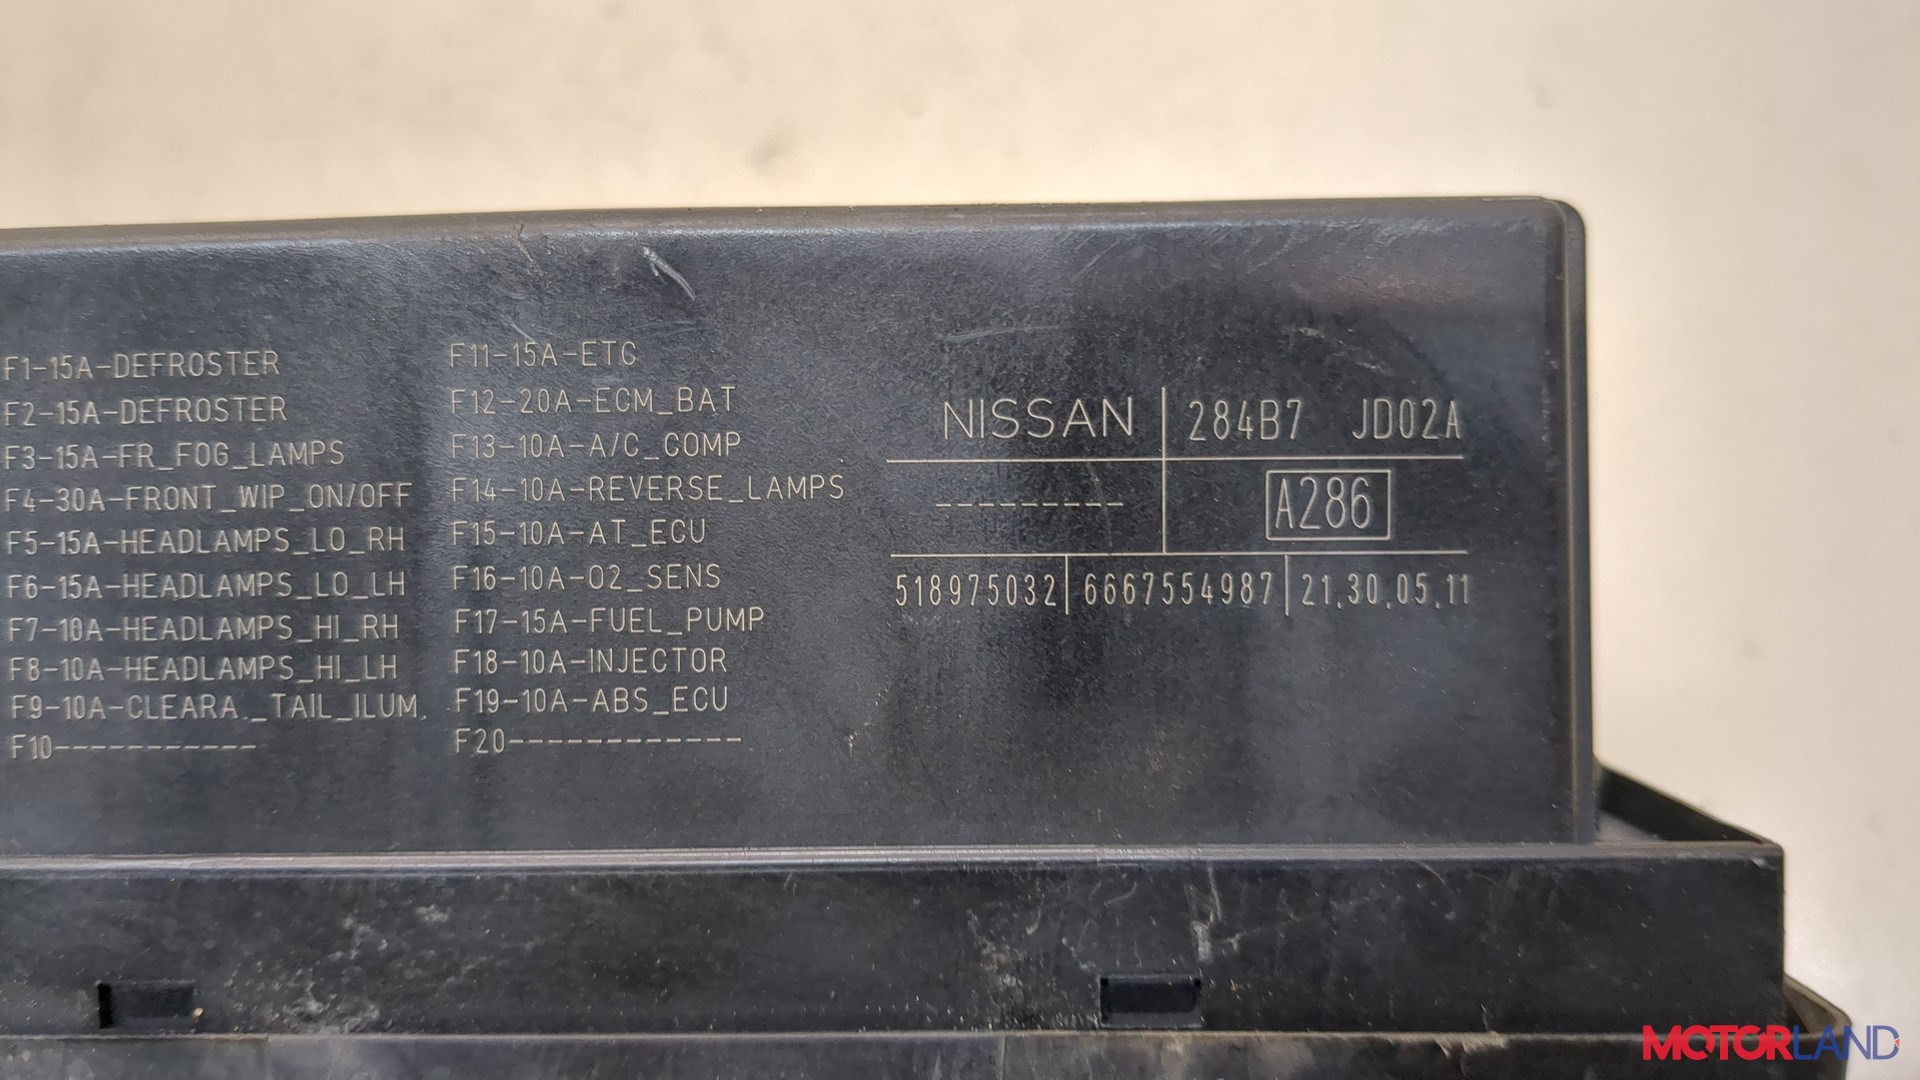 F1-15A-DEFROSTER
F2-15A-DEFROSTER
F3-15A-FR_FOG_LAMPS
F4-30A-FRONT_WIP_ON/OFF
F5-15A-HEADLAMPS_LO_RH
F6-15A-HEADLAMPS_LO_LH
F7-10A-HEADLAMPS_HI_RH
F8-10A-HEADLAMPS_HI_LH
F9-10A-CLEARA._TAIL_ILUM.
F10-----------
F11-15A-ETC
F12-20A-ECM_BAT
F13-10A-A/C_COMP
F14-10A-REVERSE_LAMPS
F15-10A-AT_ECU
F16-10A-O2_SENS
F17-15A-FUEL_PUMP
F18-10A-INJECTOR
F19-10A-ABS_ECU
F20------------
NISSAN 284B7 JD02A
--------- A286
518975032 6667554987 21.30.05.11
MOTORLAND